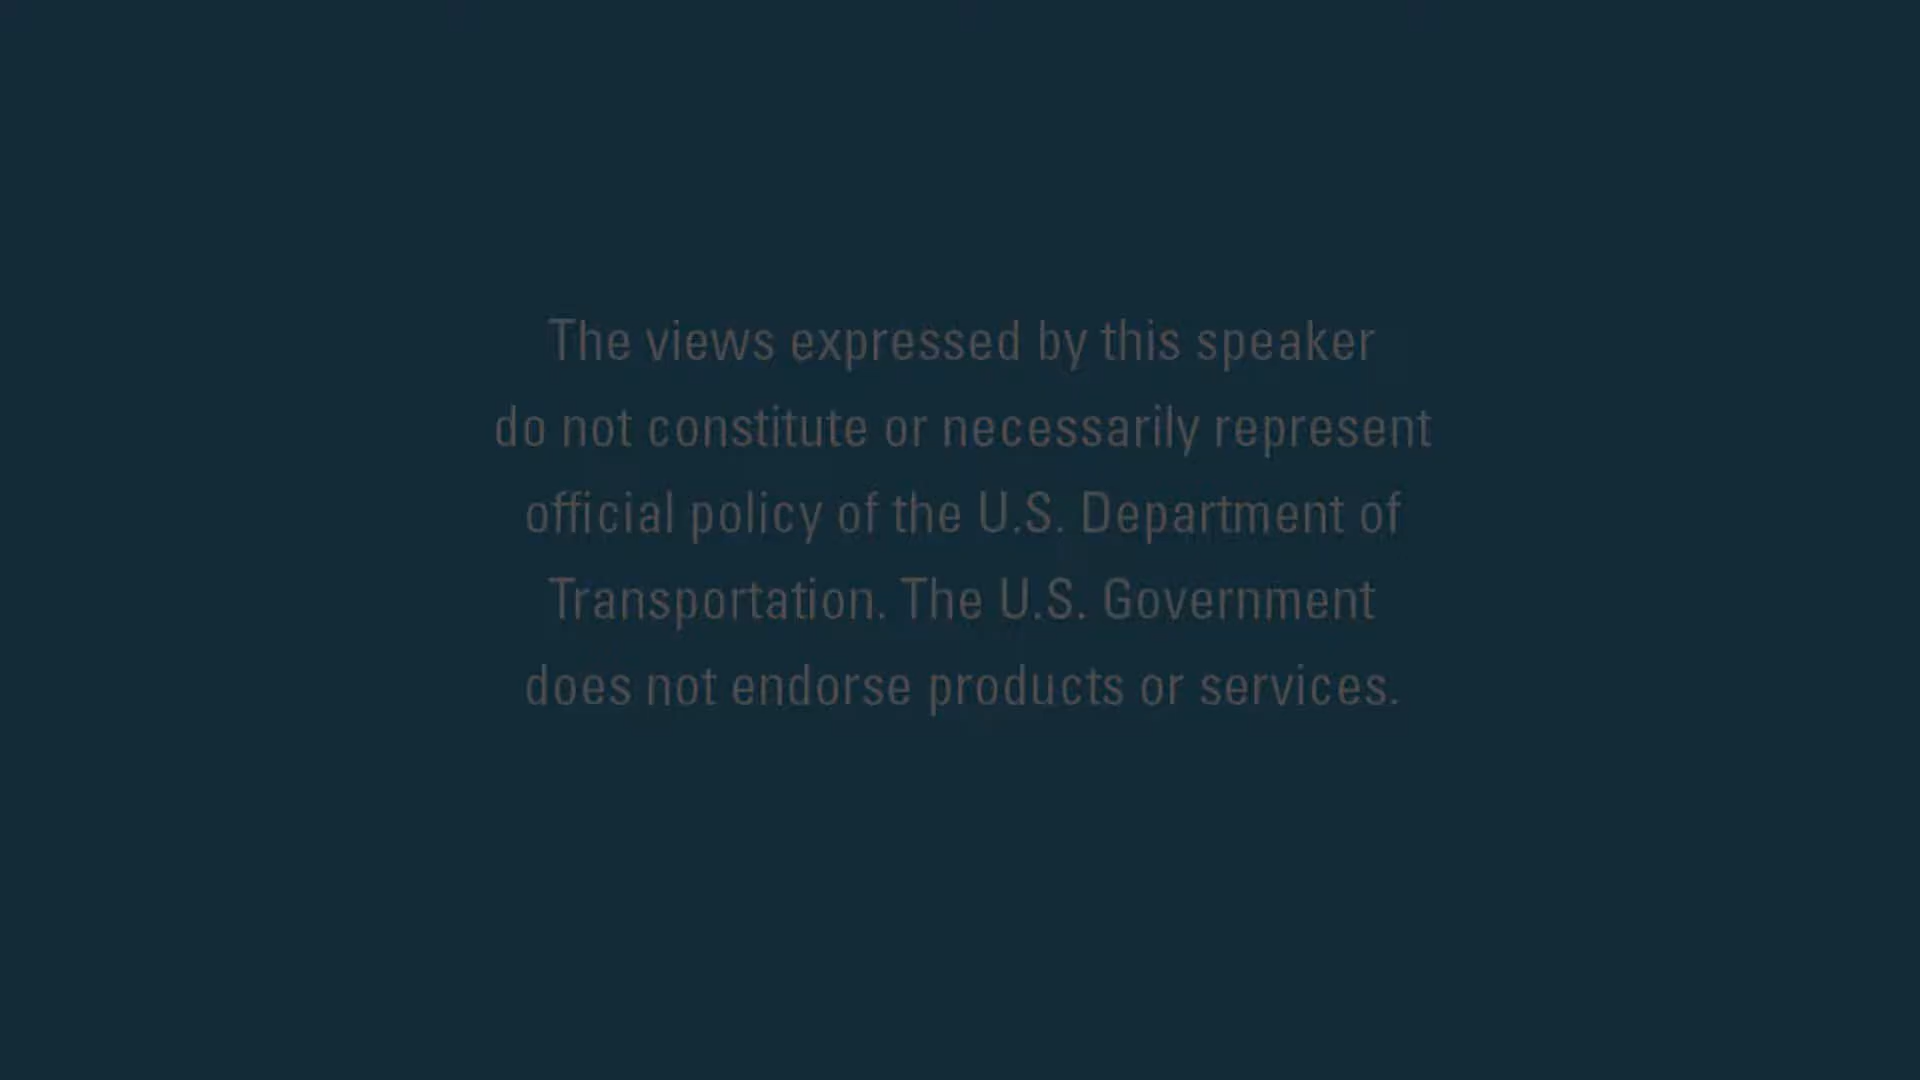 The views expressed by this speaker
do not constitute or necessarily represent
official policy of the U.S. Department of
Transportation. The U.S. Government
does not endorse products or services.